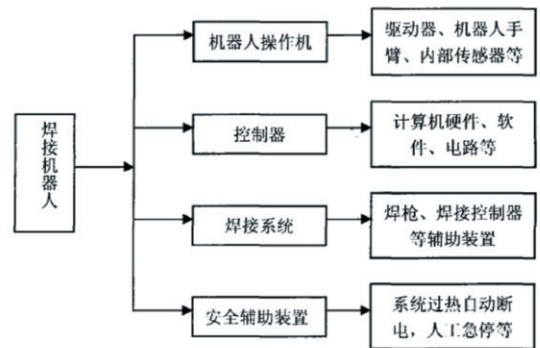 焊接机器人
机器人操作机
驱动器、机器人手
臂、内部传感器等
控制器
计算机硬件、软
件、电路等
焊接系统
焊枪、焊接控制器
等辅助装置
安全辅助装置
系统过热自动断
电，人工急停等